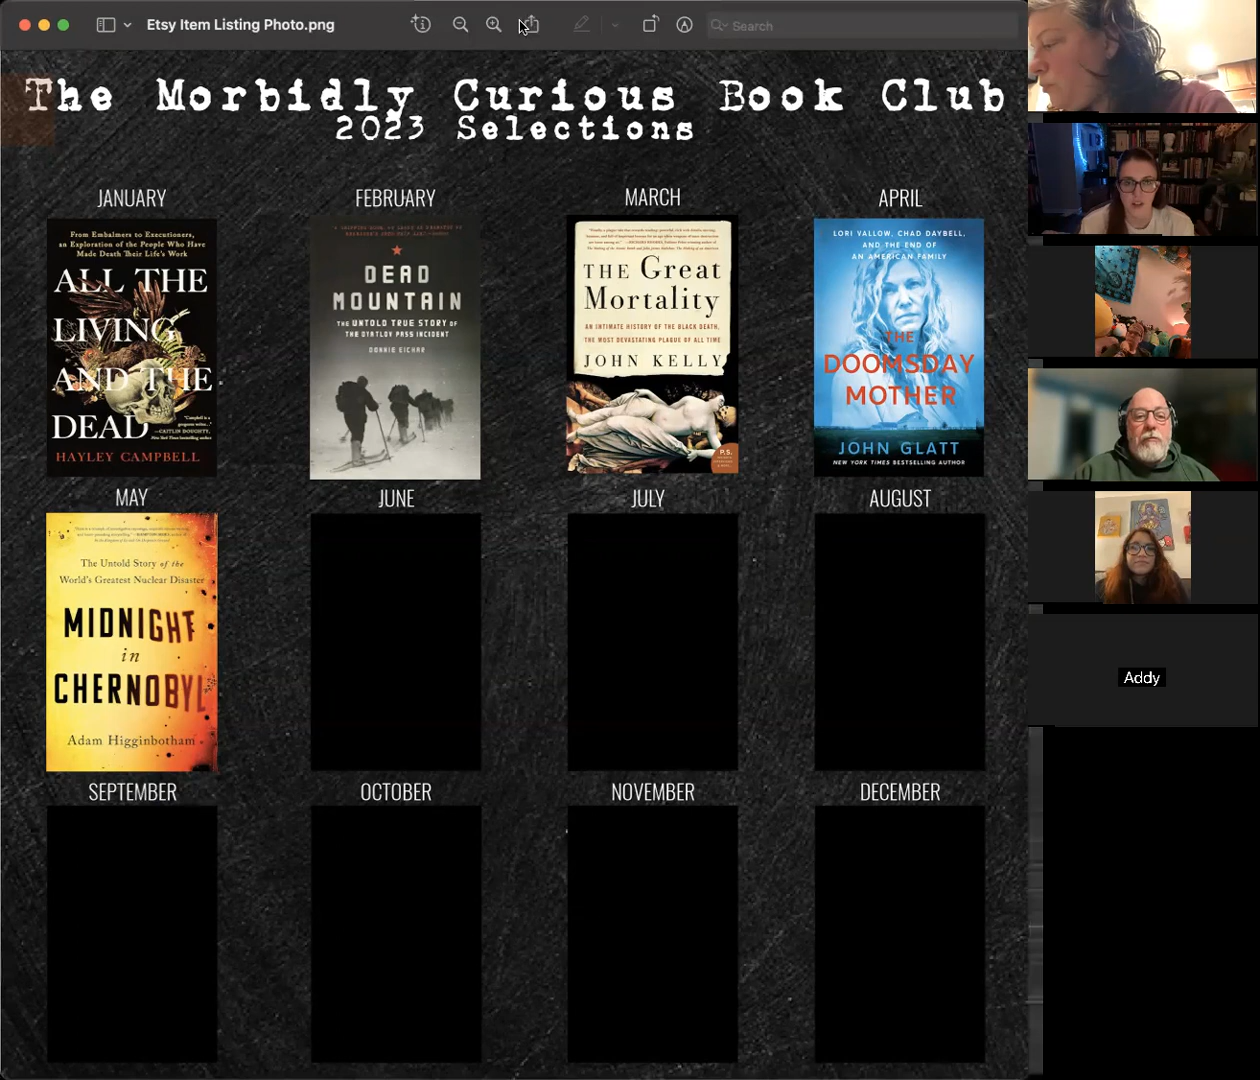 Etsy Item Listing Photo.png
Search
The Morbidly Curious Book Club
2023 Selections
JANUARY
FEBRUARY
MARCH
APRIL
From Embalmers to Executioners,
an Exploration of the People Who Have
Made Death Their Life's Work
ALL THE
LIVING
AND THE
DEAD
HAYLEY CAMPBELL
DEAD
MOUNTAIN
THE UNTOLD TRUE STORY OF
THE DYATLOV PASS INCIDENT
DONNIE EICHAR
THE Great
Mortality
AN INTIMATE HISTORY OF THE BLACK DEATH,
THE MOST DEVASTATING PLAGUE OF ALL TIME
JOHN KELLY
P.S.
LORI VALLOW, CHAD DAYBELL,
AND THE END OF
AN AMERICAN FAMILY
THE
DOOMSDAY
MOTHER
JOHN GLATT
NEW YORK TIMES BESTSELLING AUTHOR
MAY
JUNE
JULY
AUGUST
The Untold Story of the
World's Greatest Nuclear Disaster
MIDNIGHT
in
CHERNOBYL
Adam Higginbotham
Addy
SEPTEMBER
OCTOBER
NOVEMBER
DECEMBER